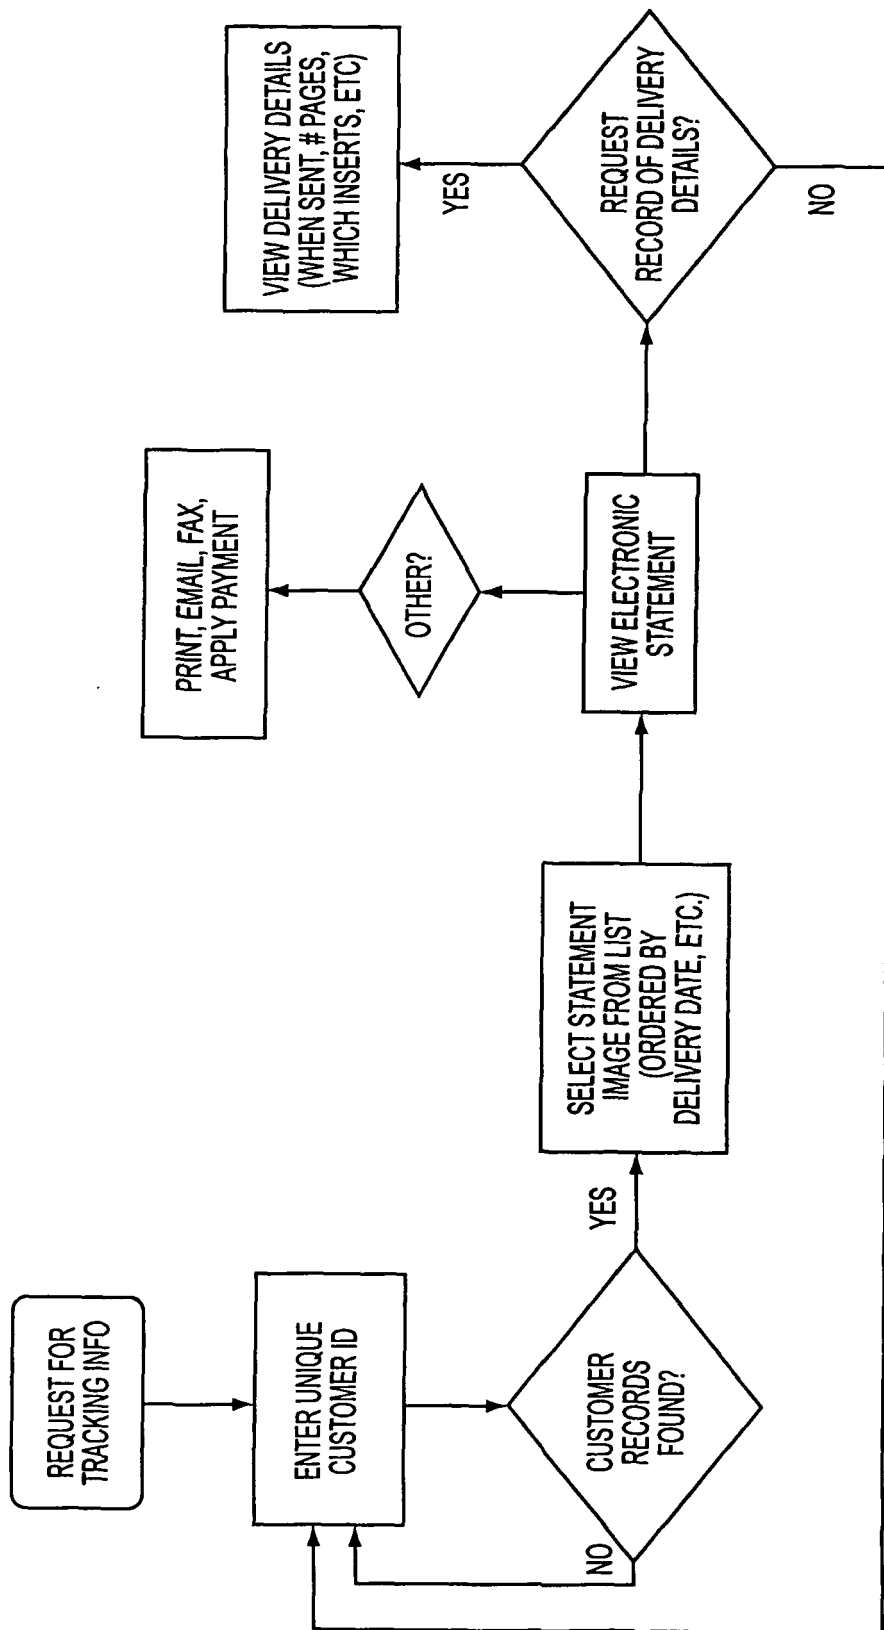 REQUEST FOR
TRACKING INFO
ENTER UNIQUE
CUSTOMER ID
CUSTOMER
RECORDS
FOUND?
NO
YES
SELECT STATEMENT
IMAGE FROM LIST
(ORDERED BY
DELIVERY DATE, ETC.)
VIEW ELECTRONIC
STATEMENT
OTHER?
PRINT, EMAIL, FAX,
APPLY PAYMENT
REQUEST
RECORD OF DELIVERY
DETAILS?
YES
NO
VIEW DELIVERY DETAILS
(WHEN SENT, # PAGES,
WHICH INSERTS, ETC)